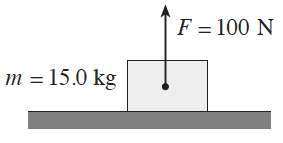 F = 100 N
m = 15.0 kg